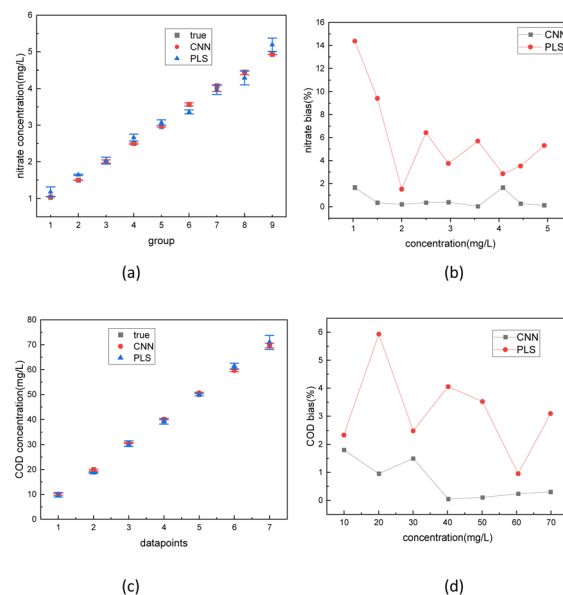 6
5
4
3
2
1
nitrate concentration(mg/L)
true
CNN
PLS
1 2 3 4 5 6 7 8 9
group
(a)
16
14
12
10
8
6
4
2
0
nitrate bias(%)
CNN
PLS
1 2 3 4 5
concentration(mg/L)
(b)
80
70
60
50
40
30
20
10
0
COD concentration(mg/L)
true
CNN
PLS
1 2 3 4 5 6 7
datapoints
(c)
6
5
4
3
2
1
0
COD bias(%)
CNN
PLS
10 20 30 40 50 60 70
concentration(mg/L)
(d)